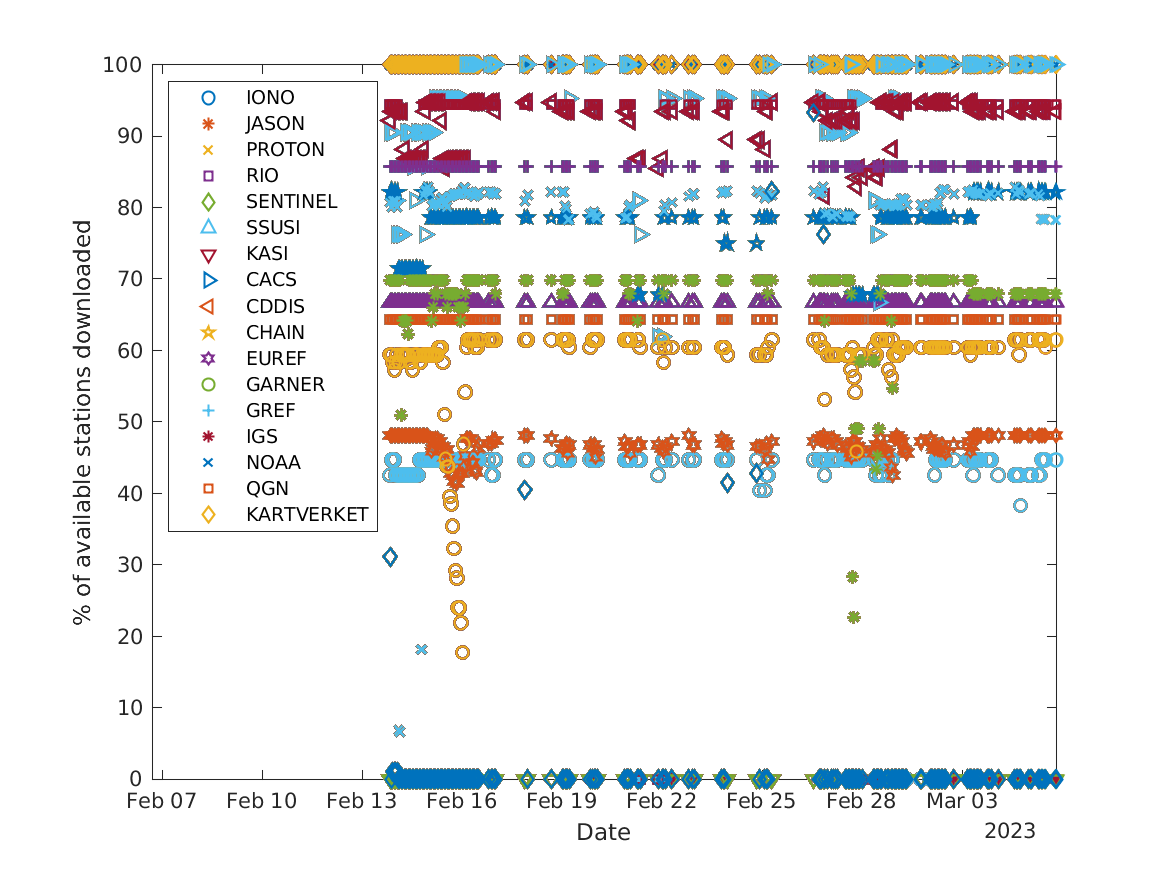 100
90
80
70
60
50
40
30
20
10
0
% of available stations downloaded
IONO
JASON
PROTON
RIO
SENTINEL
SSUSI
KASI
CACS
CDDIS
CHAIN
EUREF
GARNER
GREF
IGS
NOAA
QGN
KARTVERKET
Feb 07 Feb 10 Feb 13 Feb 16 Feb 19 Feb 22 Feb 25 Feb 28 Mar 03
2023
Date